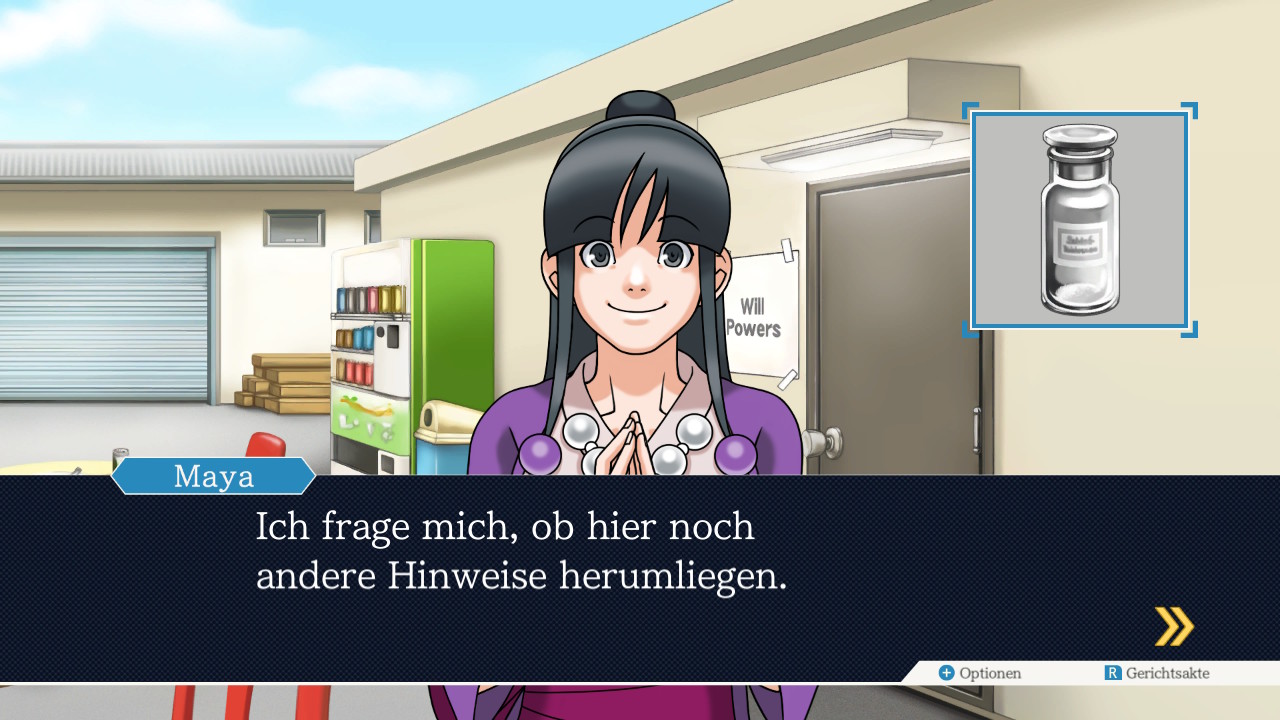 Will
Powers
Maya
Ich frage mich, ob hier noch
andere Hinweise herumliegen.
Optionen
R Gerichtsakte